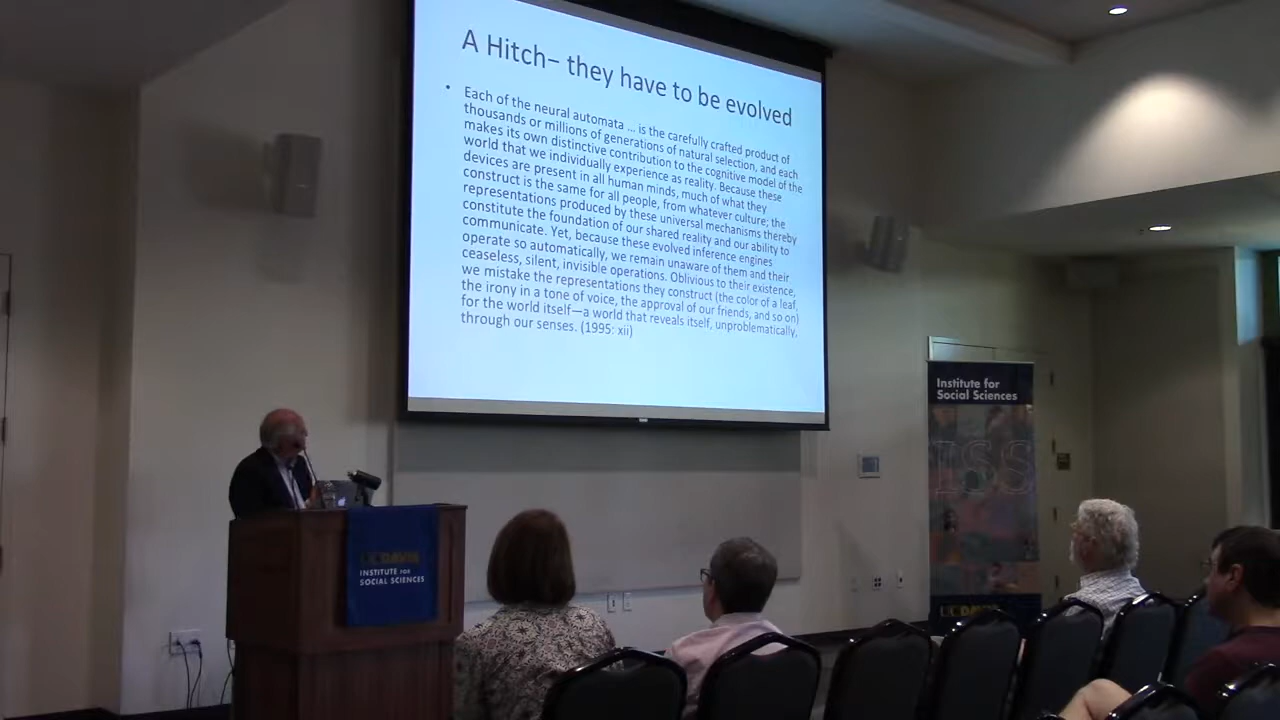 A Hitch– they have to be evolved
• Each of the neural automata ... is the carefully crafted product of
thousands or millions of generations of natural selection, and each
makes its own distinctive contribution to the cognitive model of the
world that we individually experience as reality. Because these
devices are present in all human minds, much of what they
construct is the same for all people, from whatever culture; the
representations produced by these universal mechanisms thereby
constitute the foundation of our shared reality and our ability to
communicate. Yet, because these evolved inference engines
operate so automatically, we remain unaware of them and their
ceaseless, silent, invisible operations. Oblivious to their existence,
we mistake the representations they construct (the color of a leaf,
the irony in a tone of voice, the approval of our friends, and so on)
for the world itself—a world that reveals itself, unproblematically,
through our senses. (1995: xii)
Institute for
Social Sciences
ISS
UC DAVIS
UC DAVIS
INSTITUTE FOR
SOCIAL SCIENCES